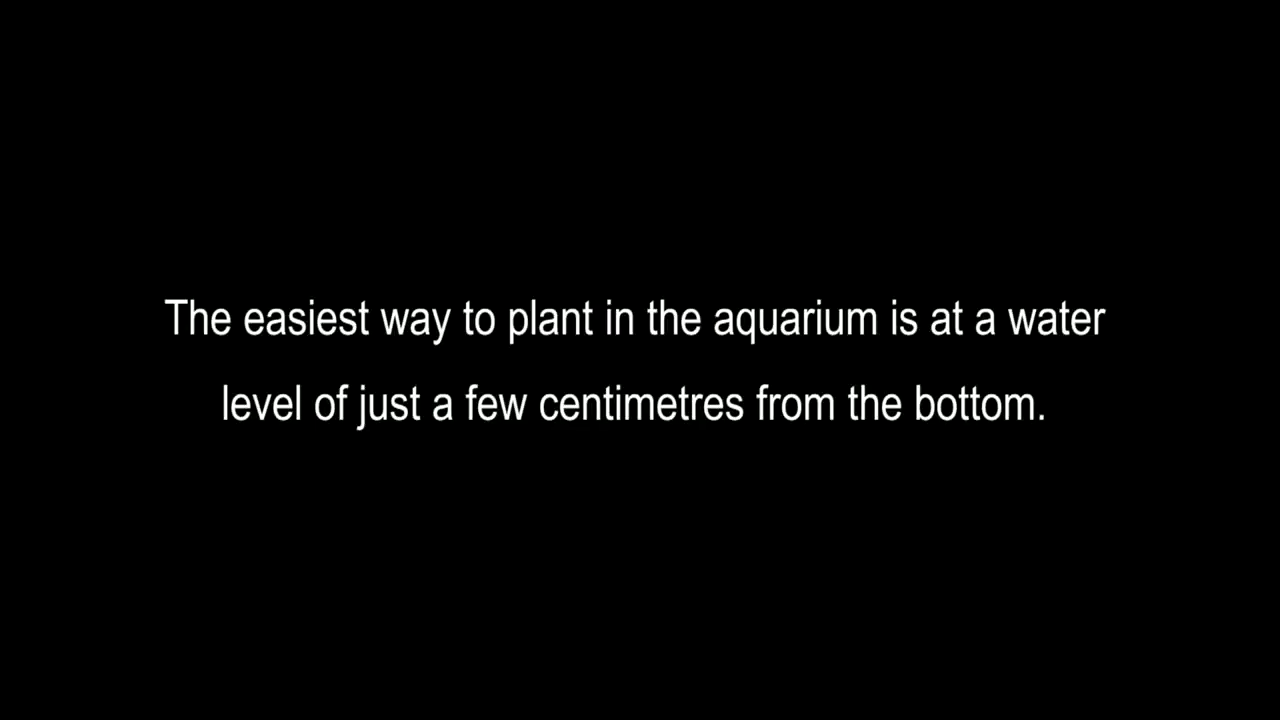 The easiest way to plant in the aquarium is at a water
level of just a few centimetres from the bottom.